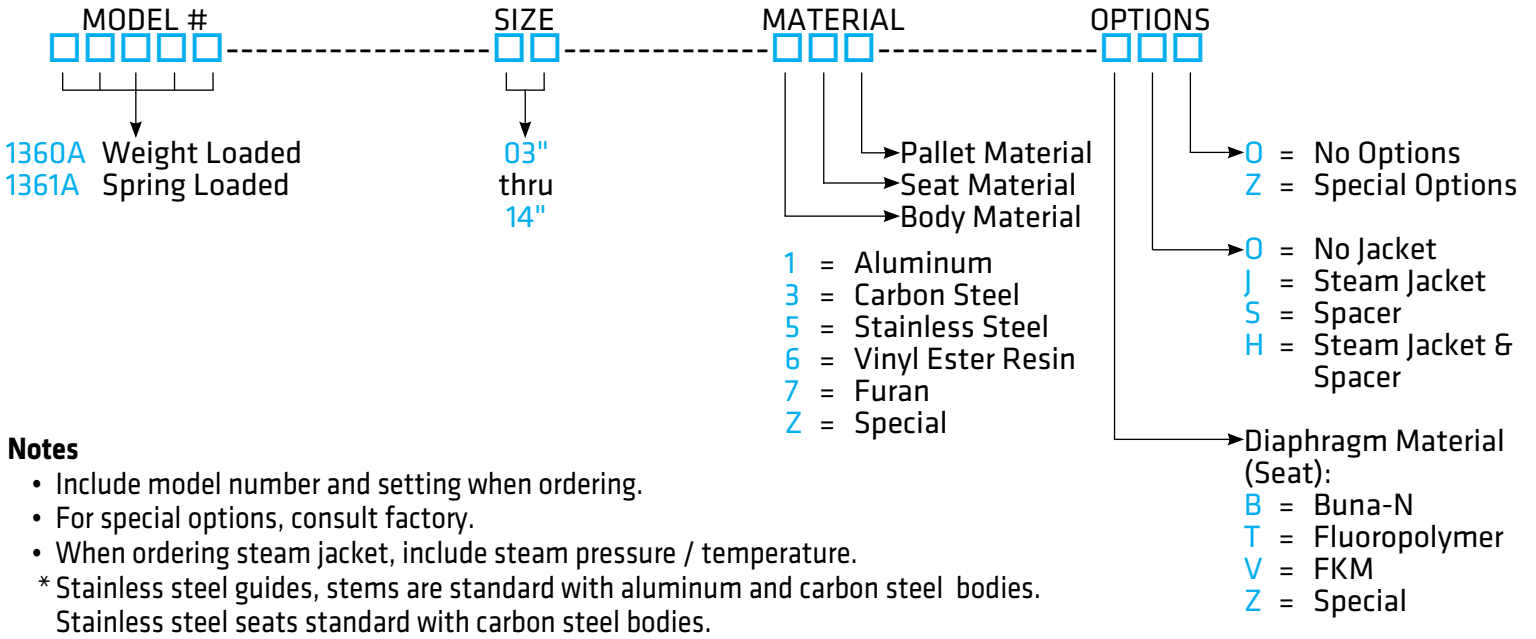 MODEL # SIZE MATERIAL OPTIONS
1360A Weight Loaded
1361A Spring Loaded
03"
thru
14"
Pallet Material
Seat Material
Body Material
1 = Aluminum
3 = Carbon Steel
5 = Stainless Steel
6 = Vinyl Ester Resin
7 = Furan
Z = Special
0 = No Options
Z = Special Options
0 = No Jacket
J = Steam Jacket
S = Spacer
H = Steam Jacket &
Spacer
Diaphragm Material
(Seat):
B = Buna-N
T = Fluoropolymer
V = FKM
Z = Special
Notes
• Include model number and setting when ordering.
• For special options, consult factory.
• When ordering steam jacket, include steam pressure / temperature.
* Stainless steel guides, stems are standard with aluminum and carbon steel bodies.
Stainless steel seats standard with carbon steel bodies.